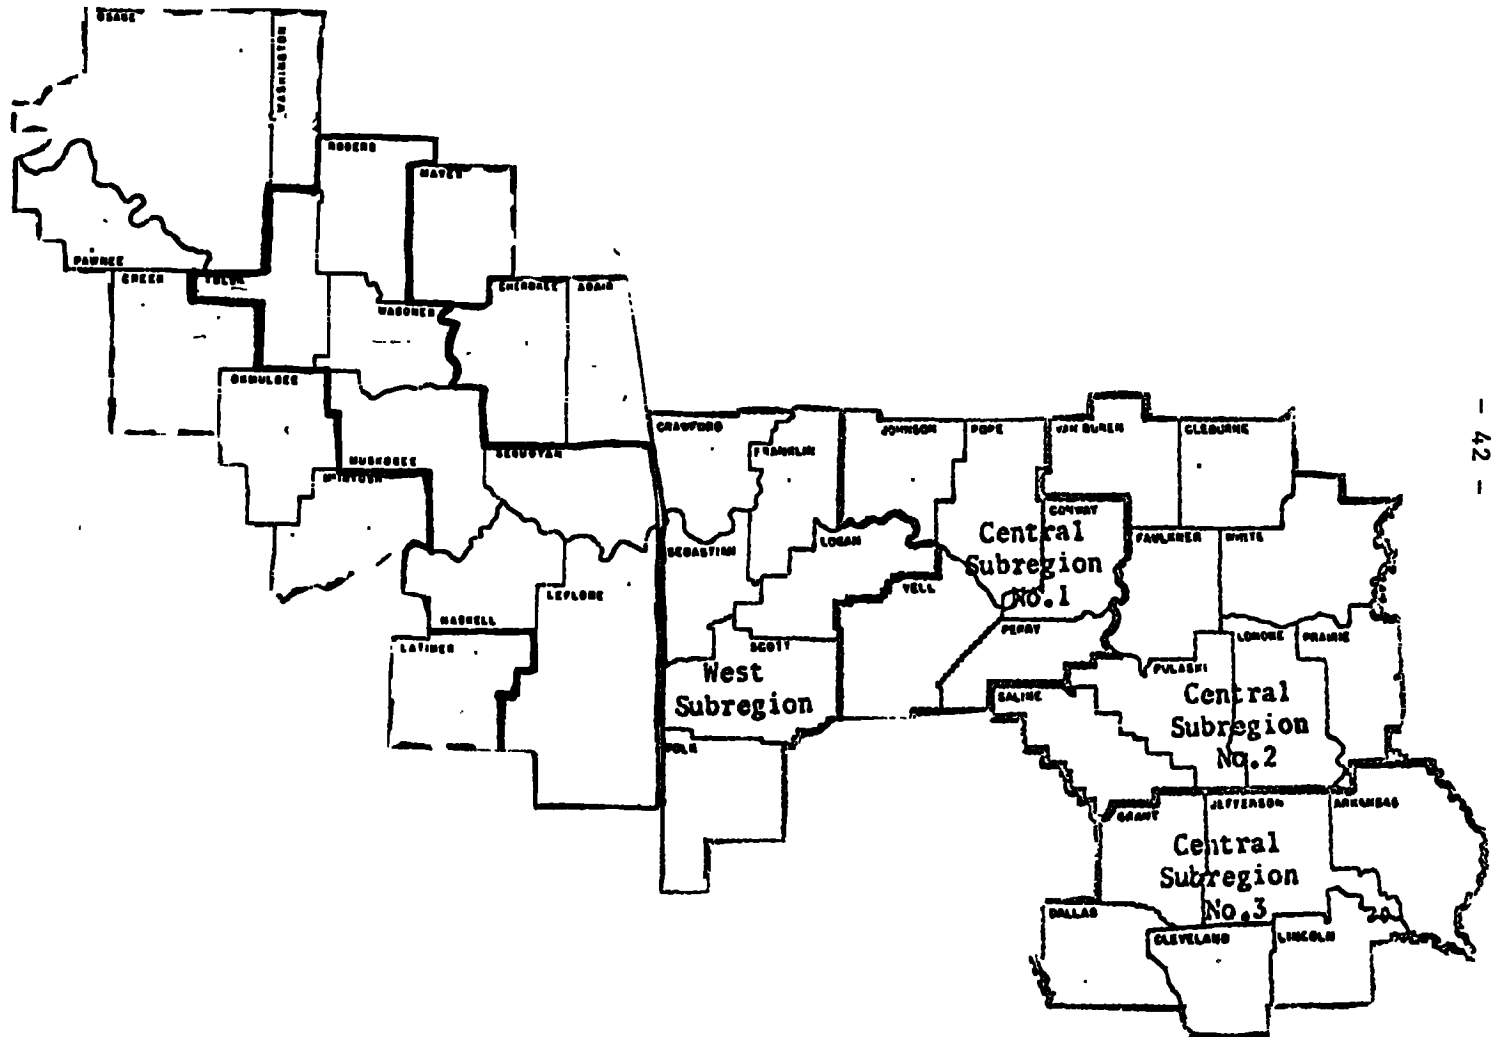 OSAGE
WASHINGTON
ROGERS
MAYES
PAWNEE
CREEK
TULSA
CHEROKEE
ADAIR
WAGONER
OKMULGEE
MUSKOGEE
McINTOSH
SEQUOYAH
HASKELL
LEFLORE
LATIMER
CRAWFORD
FRANKLIN
JOHNSON
POPE
VAN BUREN
CLEBURNE
- 42 -
CONWAY
SEBASTIAN
LOGAN
Central
Subregion
No.1
FAULKNER
WHITE
YELL
PERRY
SCOTT
West
Subregion
PULASKI
LONOKE
PRAIRIE
SALINE
Central
Subregion
No.2
POLK
GRANT
JEFFERSON
ARKANSAS
Central
Subregion
No.3
DALLAS
CLEVELAND
LINCOLN